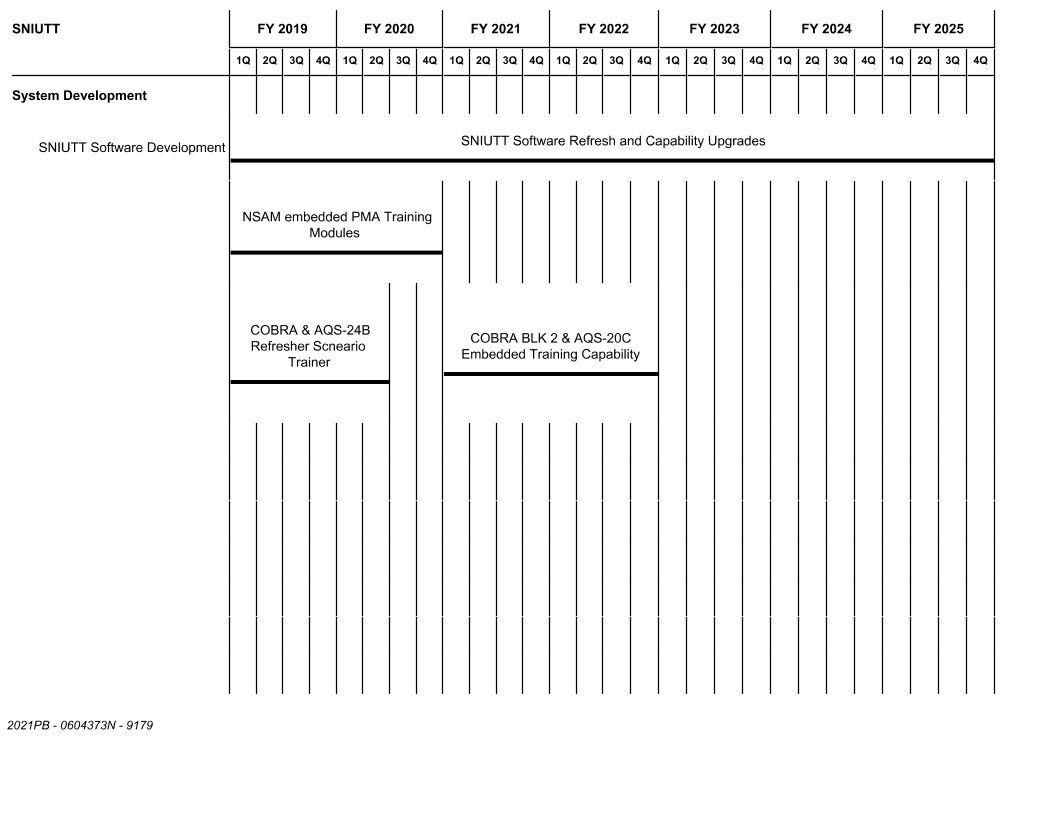 SNIUTT FY 2019 FY 2020 FY 2021 FY 2022 FY 2023 FY 2024 FY 2025
1Q 2Q 3Q 4Q 1Q 2Q 3Q 4Q 1Q 2Q 3Q 4Q 1Q 2Q 3Q 4Q 1Q 2Q 3Q 4Q 1Q 2Q 3Q 4Q 1Q 2Q 3Q 4Q
System Development
SNIUTT Software Development
SNIUTT Software Refresh and Capability Upgrades
NSAM embedded PMA Training
Modules
COBRA & AQS-24B
Refresher Scneario
Trainer
COBRA BLK 2 & AQS-20C
Embedded Training Capability
2021PB - 0604373N - 9179